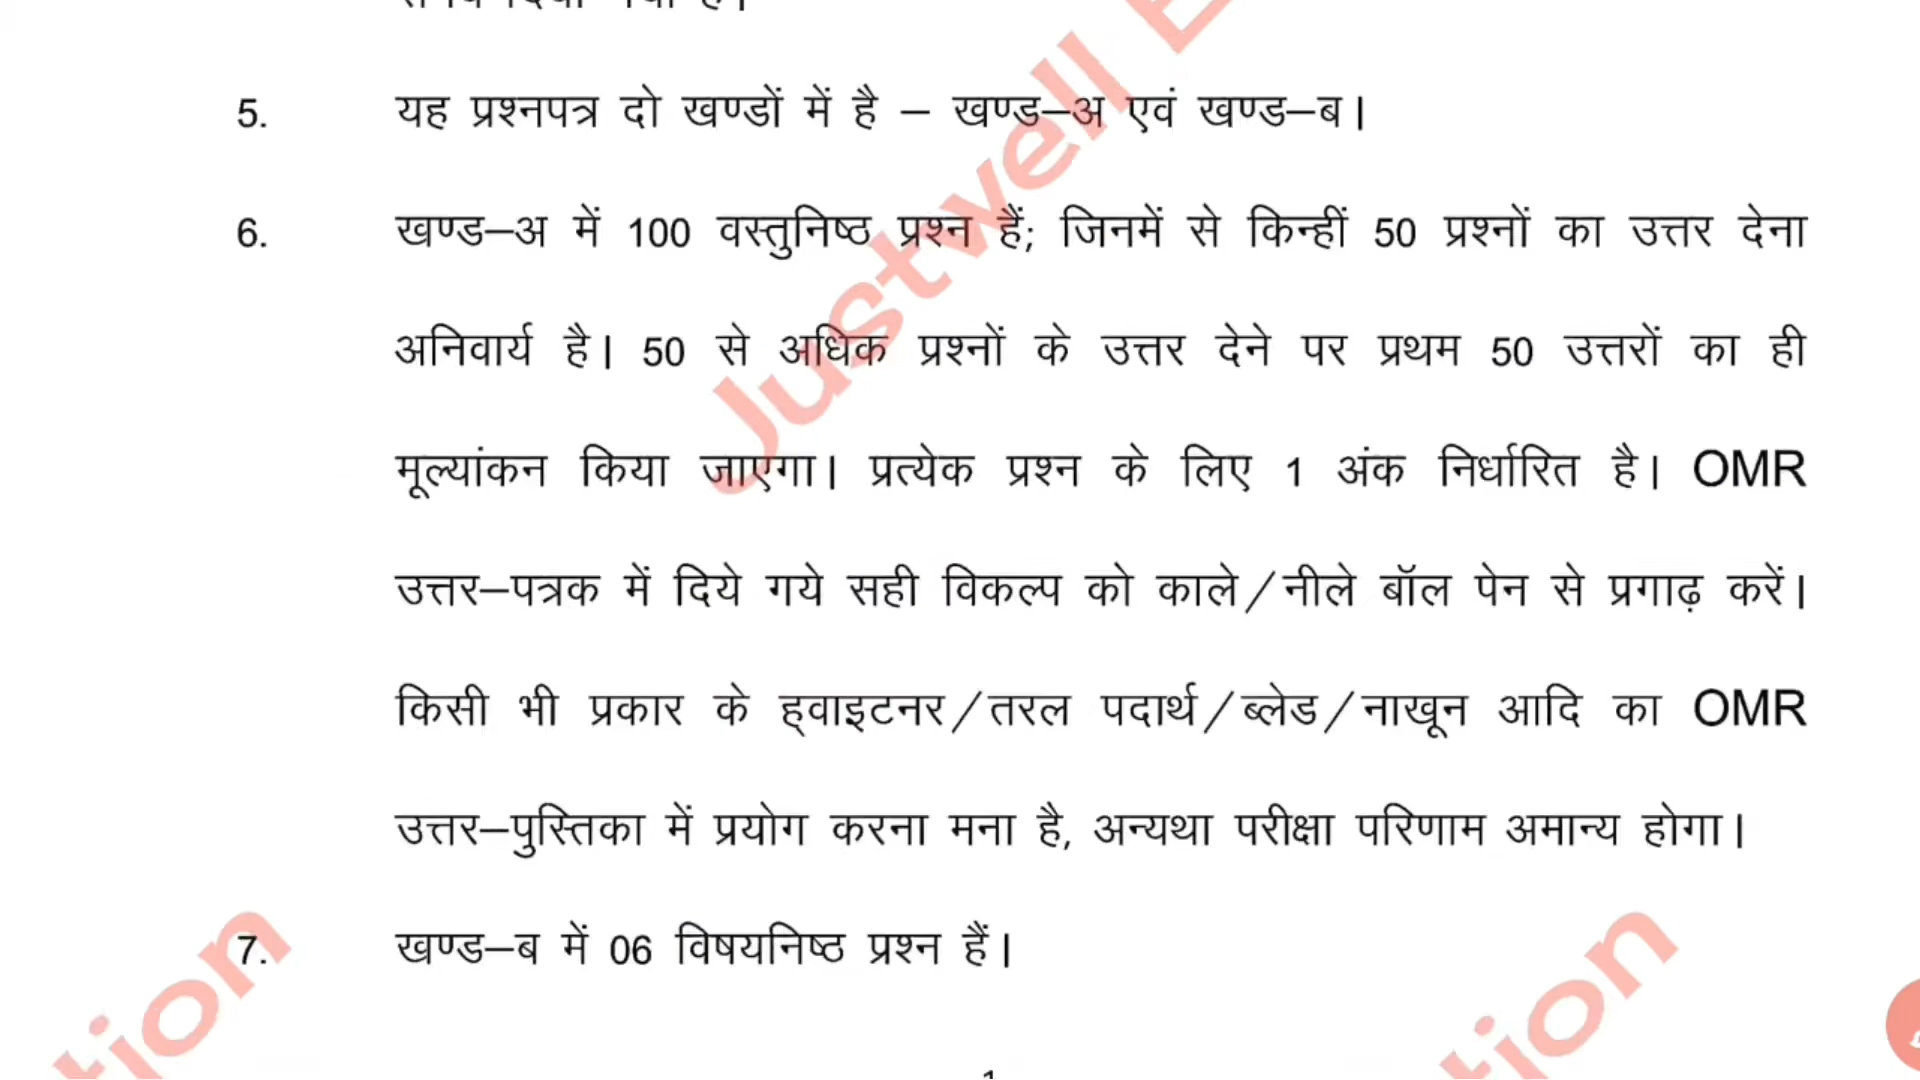 5. यह प्रश्नपत्र दो खण्डों में है – खण्ड–अ एवं खण्ड–ब।
6. खण्ड–अ में 100 वस्तुनिष्ठ प्रश्न हैं; जिनमें से किन्हीं 50 प्रश्नों का उत्तर देना
अनिवार्य है। 50 से अधिक प्रश्नों के उत्तर देने पर प्रथम 50 उत्तरों का ही
मूल्यांकन किया जाएगा। प्रत्येक प्रश्न के लिए 1 अंक निर्धारित है। OMR
उत्तर–पत्रक में दिये गये सही विकल्प को काले/नीले बॉल पेन से प्रगाढ़ करें।
किसी भी प्रकार के ह्वाइटनर/तरल पदार्थ/ब्लेड/नाखून आदि का OMR
उत्तर–पुस्तिका में प्रयोग करना मना है, अन्यथा परीक्षा परिणाम अमान्य होगा।
7. खण्ड–ब में 06 विषयनिष्ठ प्रश्न हैं।
Justwell E
tion
tion